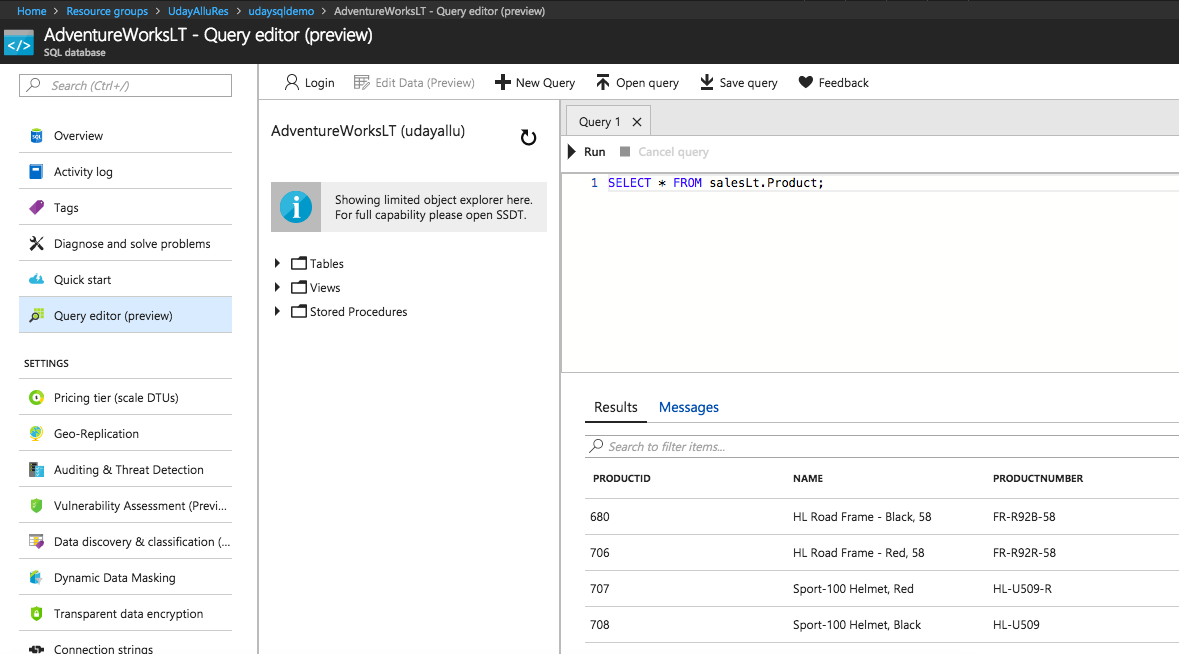 Home > Resource groups > UdayAlluRes > udaysqldemo > AdventureWorksLT - Query editor (preview)
AdventureWorksLT - Query editor (preview)
SQL database
Search (Ctrl+/)
Overview
Activity log
Tags
Diagnose and solve problems
Quick start
Query editor (preview)
SETTINGS
Pricing tier (scale DTUs)
Geo-Replication
Auditing & Threat Detection
Vulnerability Assessment (Previ...
Data discovery & classification (...
Dynamic Data Masking
Transparent data encryption
Connection strings
Login Edit Data (Preview) New Query Open query Save query Feedback
AdventureWorksLT (udayallu)
Showing limited object explorer here.
For full capability please open SSDT.
Tables
Views
Stored Procedures
Query 1
Run Cancel query
1 SELECT * FROM salesLt.Product;
Results Messages
Search to filter items...
PRODUCTID NAME PRODUCTNUMBER
680 HL Road Frame - Black, 58 FR-R92B-58
706 HL Road Frame - Red, 58 FR-R92R-58
707 Sport-100 Helmet, Red HL-U509-R
708 Sport-100 Helmet, Black HL-U509